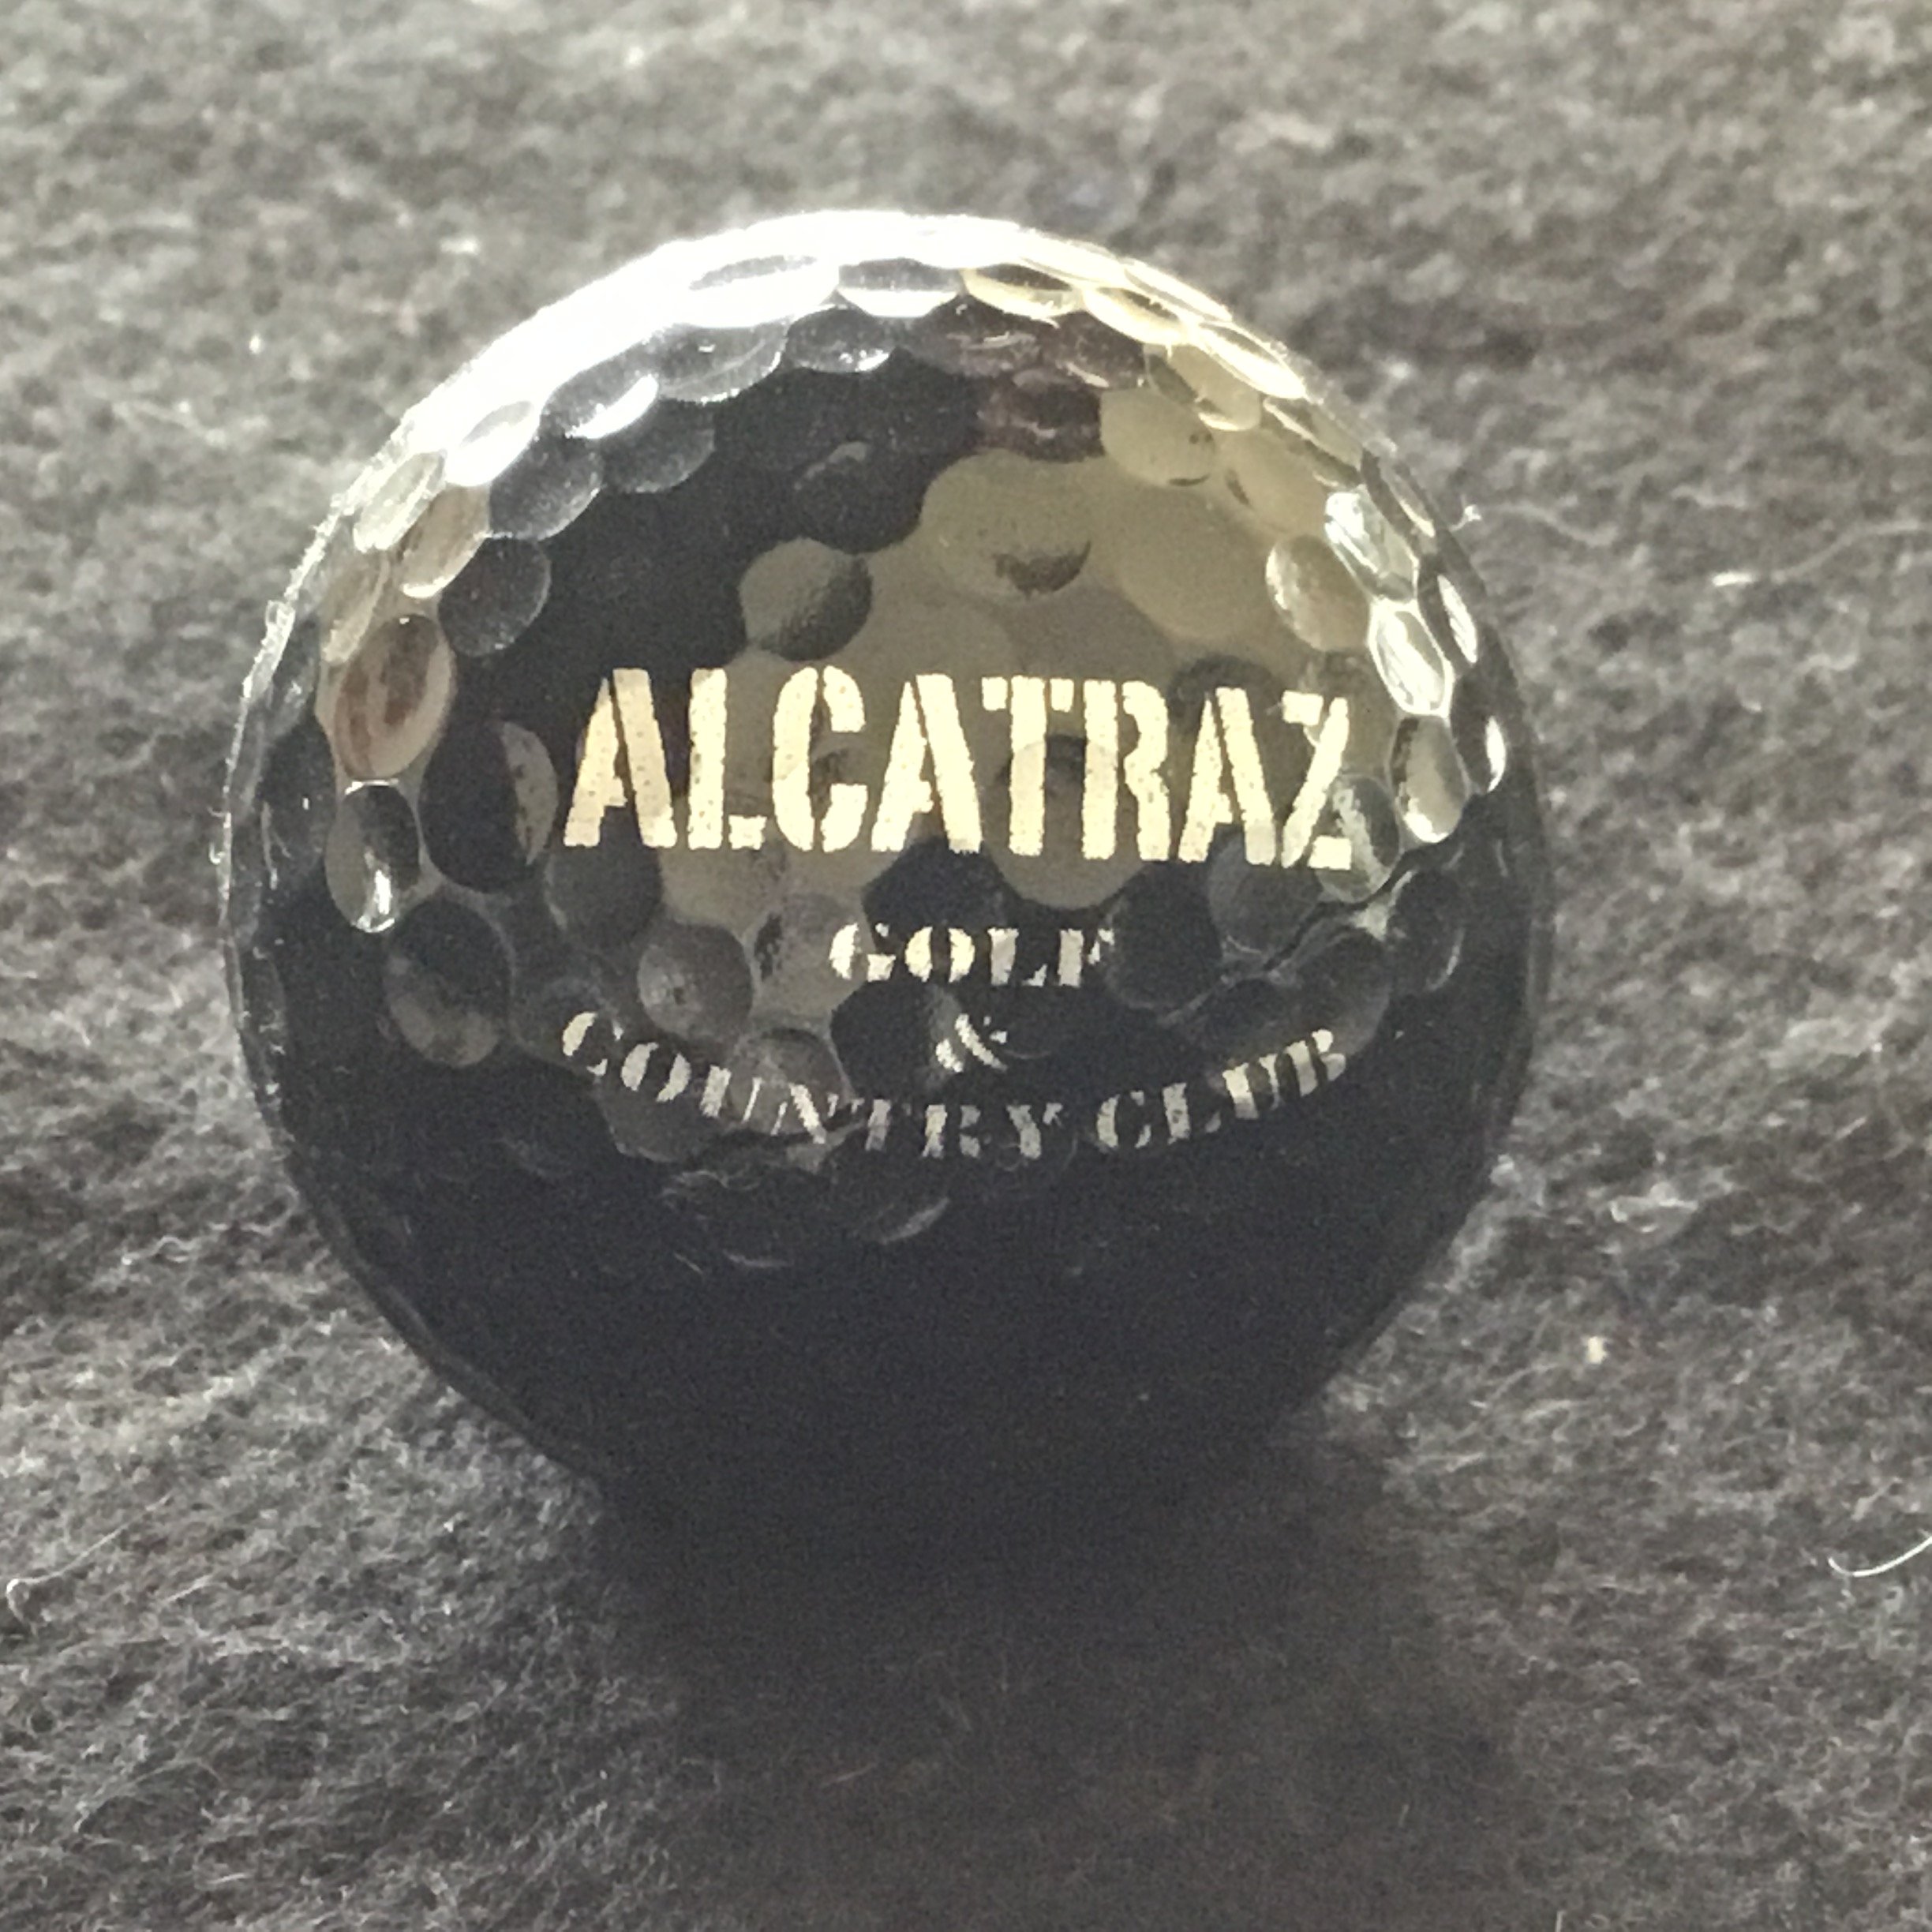 ALCATRAZ
GOLF
&
COUNTRY CLUB